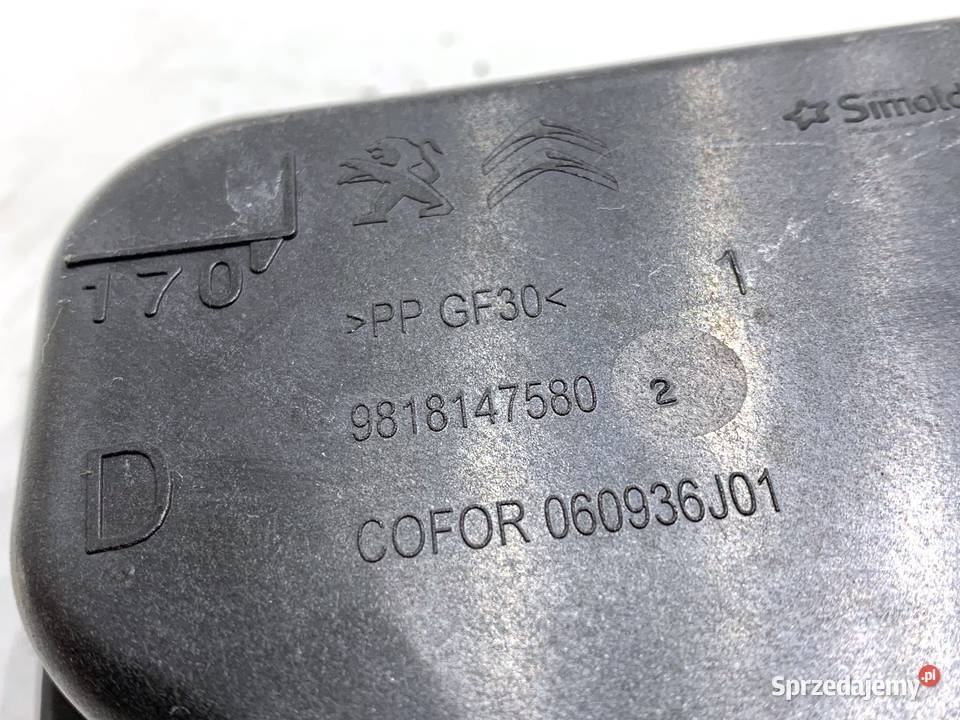 Simold
170
>PP GF30<
1
9818147580
2
D
COFOR 060936J01
Sprzedajemy.pl